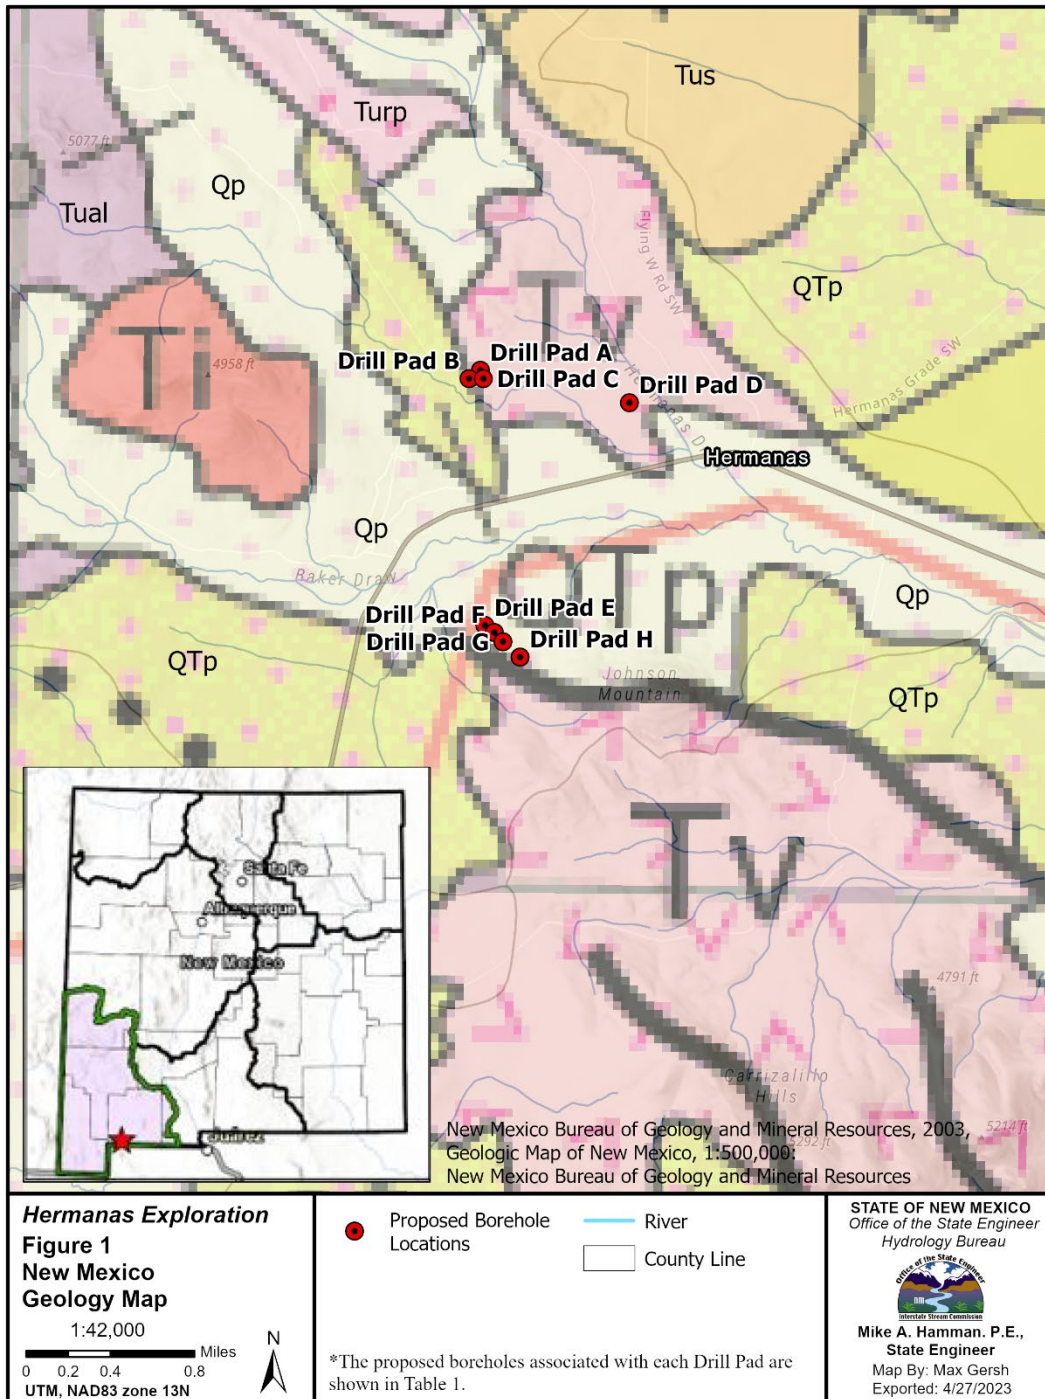 Tus
Turp
5077 ft
Qp
Tual
Flying W Rd SW
QTp
Tv
Ti
4958 ft
Drill Pad A
Drill Pad B
Drill Pad C
Drill Pad D
Hermanas Grade SW
Hermanas
Qp
Baker Draw
QTp
Qp
Drill Pad F
Drill Pad E
Drill Pad G
Drill Pad H
QTp
Johnson
Mountain
QTp
Tv
Santa Fe
Albuquerque
New Mexico
Juárez
4791 ft
Carrizalillo
Hills
5214 ft
5292 ft
New Mexico Bureau of Geology and Mineral Resources, 2003,
Geologic Map of New Mexico, 1:500,000:
New Mexico Bureau of Geology and Mineral Resources
Hermanas Exploration
Figure 1
New Mexico
Geology Map
1:42,000
Miles
0 0.2 0.4 0.8
UTM, NAD83 zone 13N
N
Proposed Borehole
Locations
River
County Line
*The proposed boreholes associated with each Drill Pad are
shown in Table 1.
STATE OF NEW MEXICO
Office of the State Engineer
Hydrology Bureau
Office of the State Engineer
nm
Interstate Stream Commission
Mike A. Hamman. P.E.,
State Engineer
Map By: Max Gersh
Exported: 4/27/2023